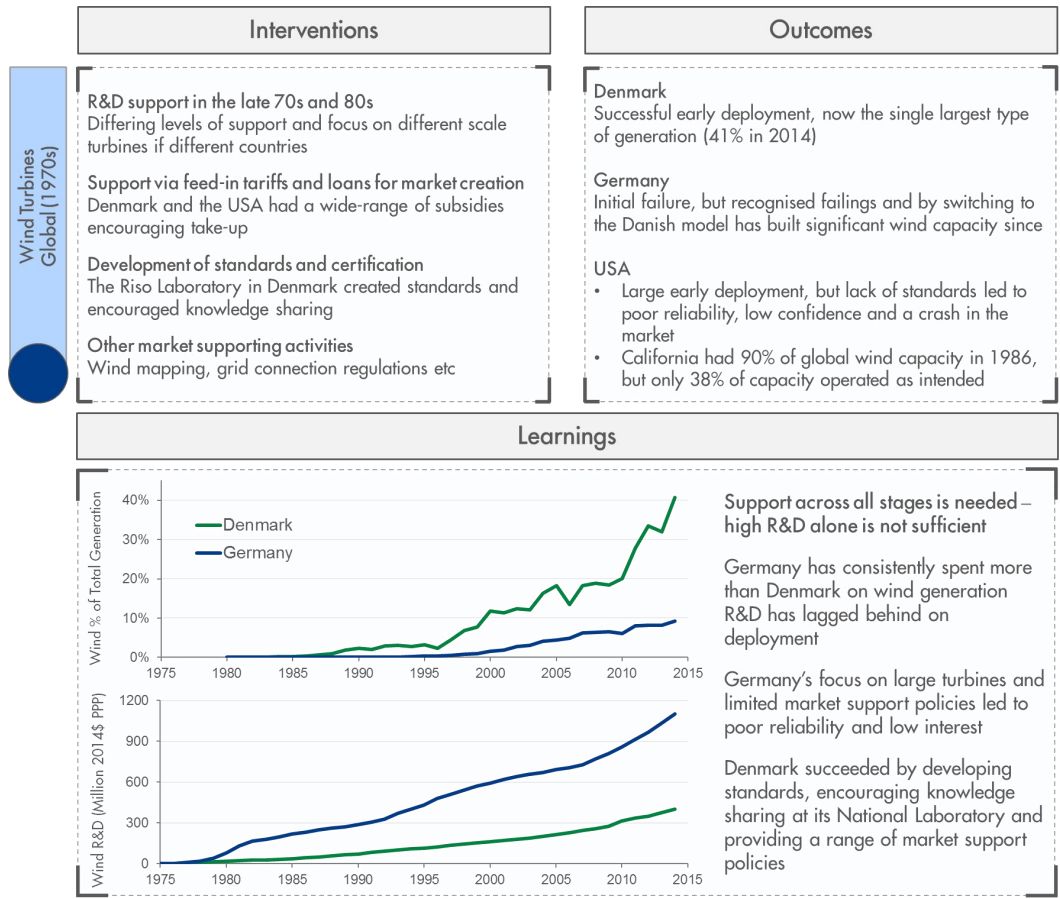 Interventions
Outcomes
Wind Turbines
Global (1970s)
R&D support in the late 70s and 80s
Differing levels of support and focus on different scale
turbines if different countries
Support via feed-in tariffs and loans for market creation
Denmark and the USA had a wide-range of subsidies
encouraging take-up
Development of standards and certification
The Riso Laboratory in Denmark created standards and
encouraged knowledge sharing
Other market supporting activities
Wind mapping, grid connection regulations etc
Denmark
Successful early deployment, now the single largest type
of generation (41% in 2014)
Germany
Initial failure, but recognised failings and by switching to
the Danish model has built significant wind capacity since
USA
• Large early deployment, but lack of standards led to
poor reliability, low confidence and a crash in the
market
• California had 90% of global wind capacity in 1986,
but only 38% of capacity operated as intended
Learnings
Wind % of Total Generation
40%
30%
20%
10%
0%
Denmark
Germany
1975 1980 1985 1990 1995 2000 2005 2010 2015
Wind R&D (Million 2014$ PPP)
1200
900
600
300
0
1975 1980 1985 1990 1995 2000 2005 2010 2015
Support across all stages is needed –
high R&D alone is not sufficient
Germany has consistently spent more
than Denmark on wind generation
R&D has lagged behind on
deployment
Germany's focus on large turbines and
limited market support policies led to
poor reliability and low interest
Denmark succeeded by developing
standards, encouraging knowledge
sharing at its National Laboratory and
providing a range of market support
policies